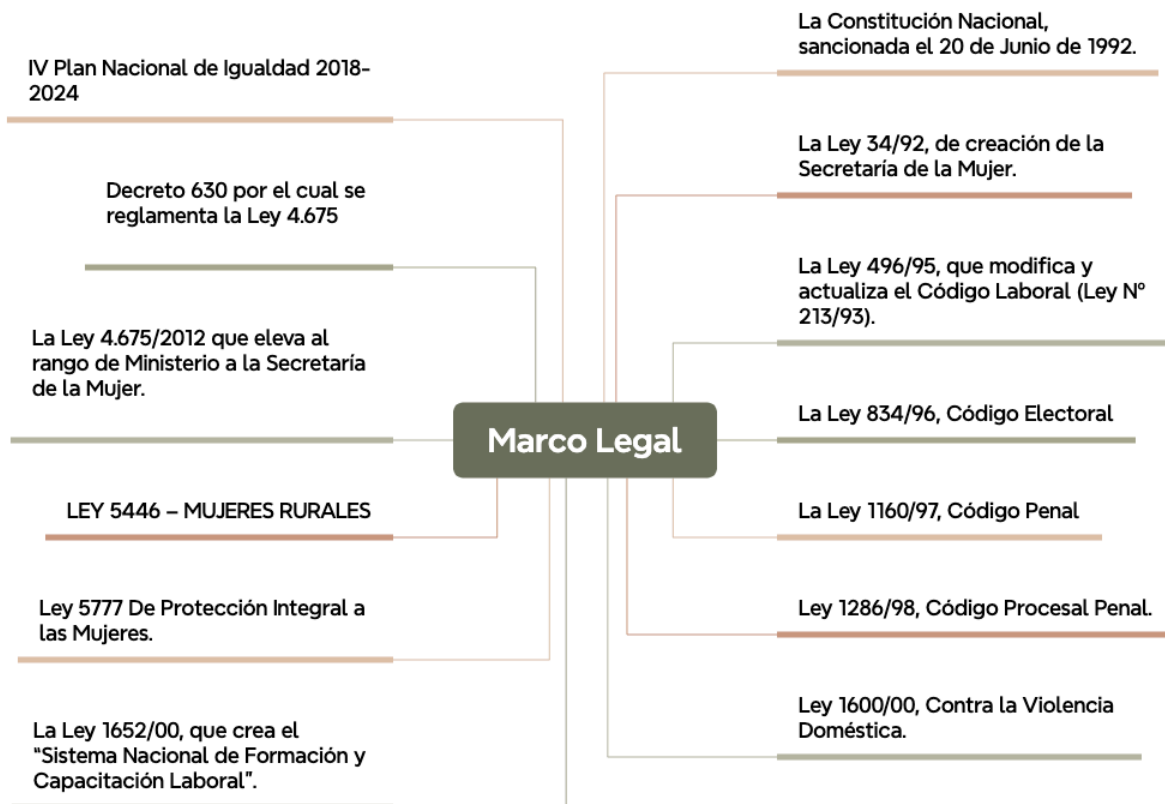 IV Plan Nacional de Igualdad 2018-
2024
Decreto 630 por el cual se
reglamenta la Ley 4.675
La Ley 4.675/2012 que eleva al
rango de Ministerio a la Secretaría
de la Mujer.
LEY 5446 – MUJERES RURALES
Ley 5777 De Protección Integral a
las Mujeres.
La Ley 1652/00, que crea el
“Sistema Nacional de Formación y
Capacitación Laboral”.
Marco Legal
La Constitución Nacional,
sancionada el 20 de Junio de 1992.
La Ley 34/92, de creación de la
Secretaría de la Mujer.
La Ley 496/95, que modifica y
actualiza el Código Laboral (Ley Nº
213/93).
La Ley 834/96, Código Electoral
La Ley 1160/97, Código Penal
Ley 1286/98, Código Procesal Penal.
Ley 1600/00, Contra la Violencia
Doméstica.